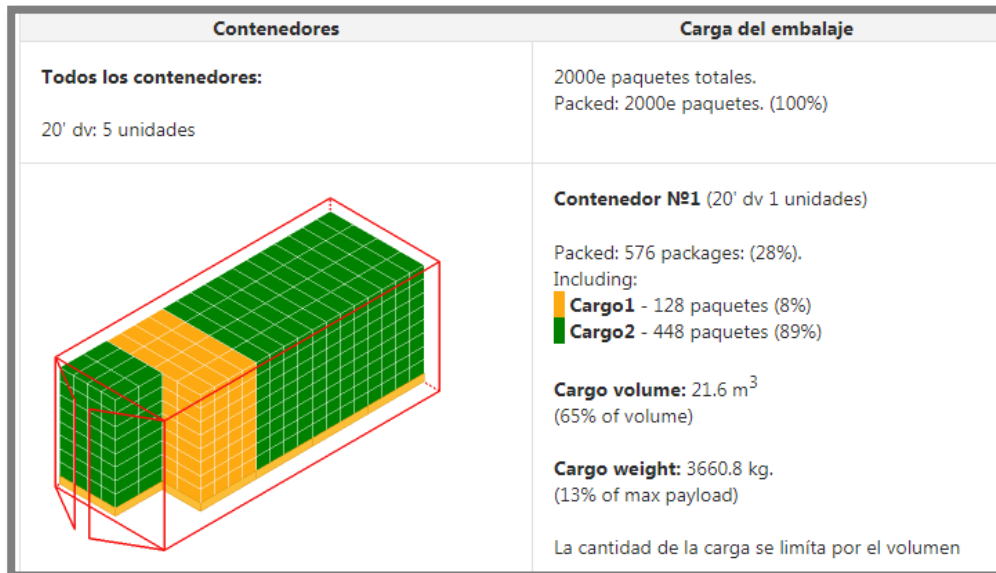 Contenedores
Carga del embalaje
Todos los contenedores:
20' dv: 5 unidades
2000e paquetes totales.
Packed: 2000e paquetes. (100%)
Contenedor Nº1 (20' dv 1 unidades)
Packed: 576 packages: (28%).
Including:
Cargo1 - 128 paquetes (8%)
Cargo2 - 448 paquetes (89%)
Cargo volume: 21.6 m³
(65% of volume)
Cargo weight: 3660.8 kg.
(13% of max payload)
La cantidad de la carga se limíta por el volumen